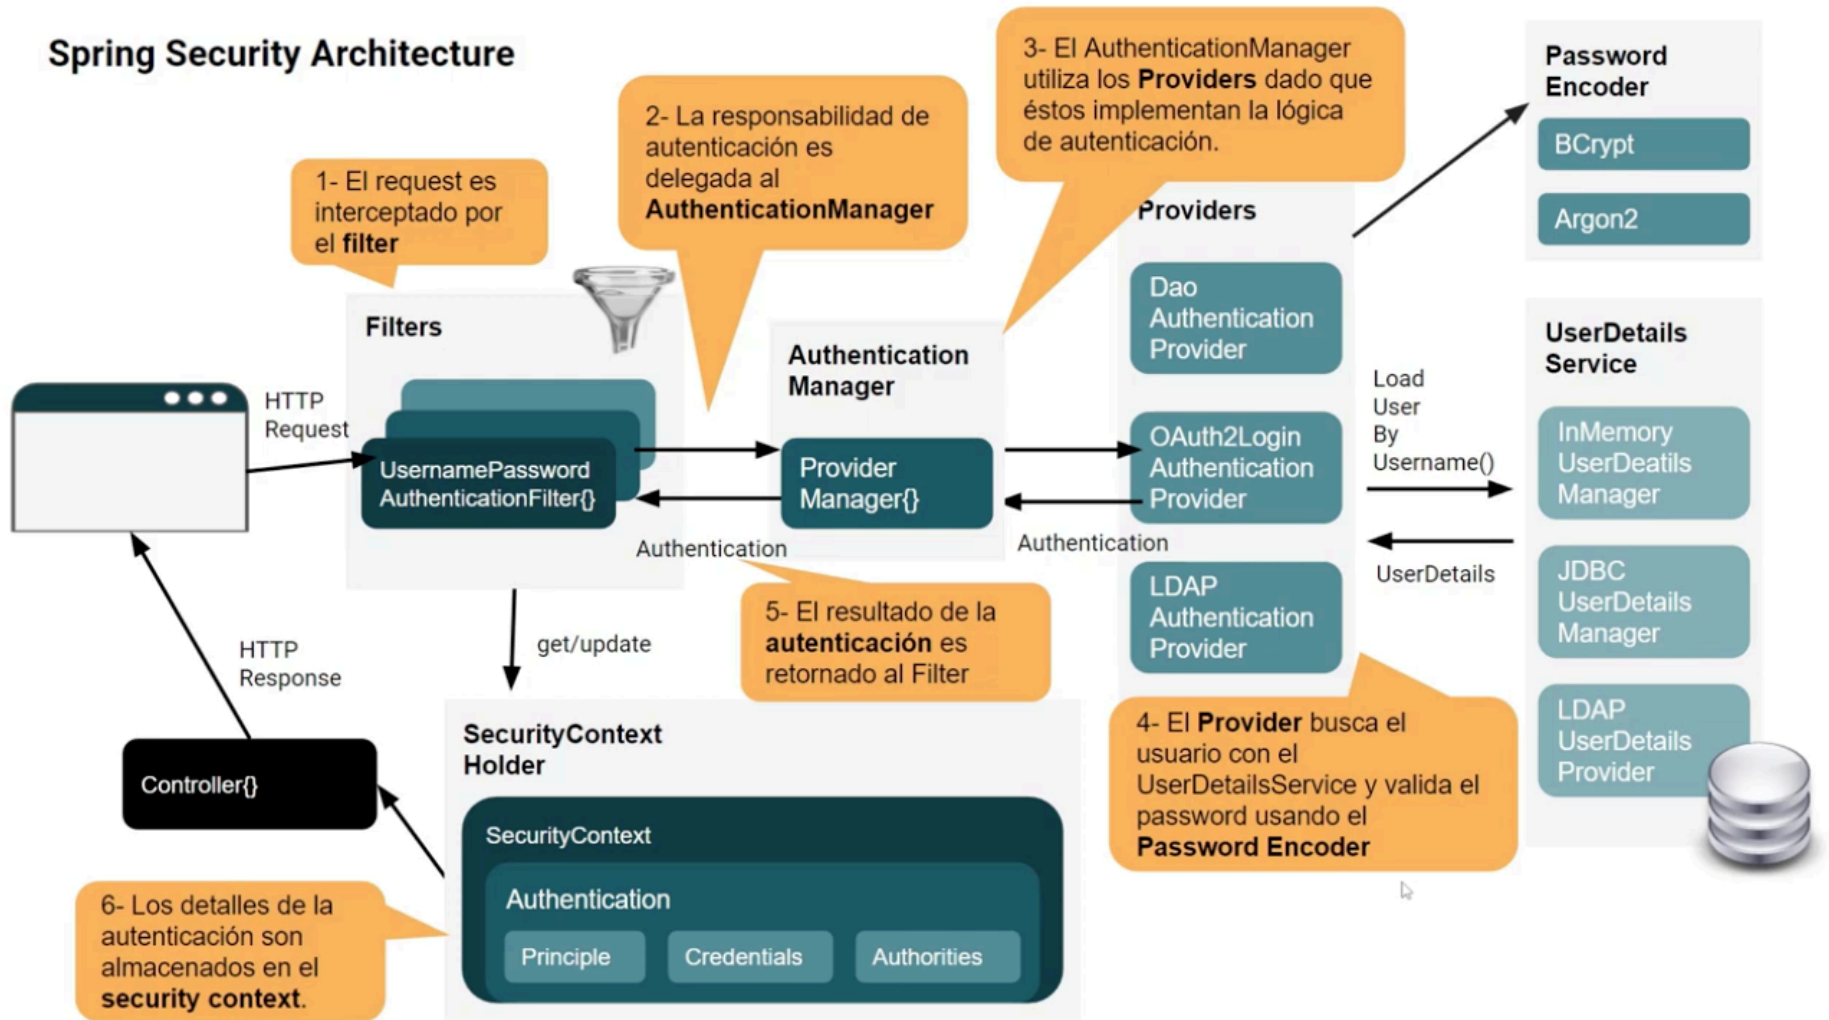 Spring Security Architecture
1- El request es
interceptado por
el filter
2- La responsabilidad de
autenticación es
delegada al
AuthenticationManager
3- El AuthenticationManager
utiliza los Providers dado que
éstos implementan la lógica
de autenticación.
Password
Encoder
BCrypt
Argon2
Filters
HTTP
Request
UsernamePassword
AuthenticationFilter{}
Authentication
Manager
Provider
Manager{}
Authentication
Providers
Dao
Authentication
Provider
OAuth2Login
Authentication
Provider
LDAP
Authentication
Provider
Authentication
Load
User
By
Username()
UserDetails
UserDetails
Service
InMemory
UserDeatils
Manager
JDBC
UserDetails
Manager
LDAP
UserDetails
Provider
4- El Provider busca el
usuario con el
UserDetailsService y valida el
password usando el
Password Encoder
5- El resultado de la
autenticación es
retornado al Filter
get/update
HTTP
Response
Controller{}
SecurityContext
Holder
SecurityContext
Authentication
Principle
Credentials
Authorities
6- Los detalles de la
autenticación son
almacenados en el
security context.